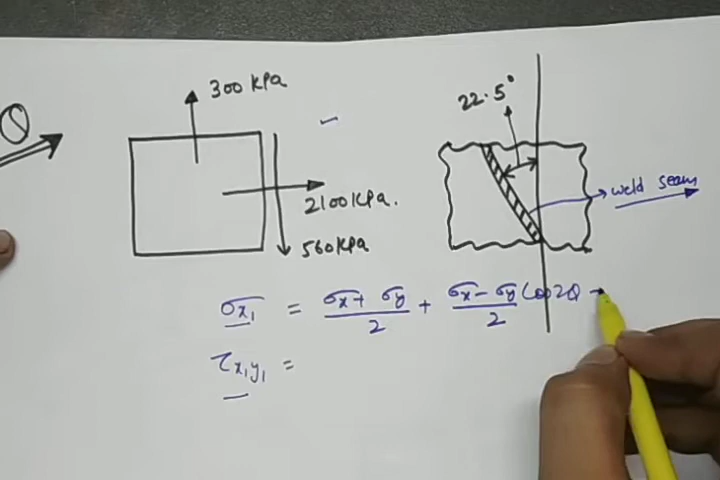 Q
300 kPa
2100 kPa.
560 kPa
22.5°
weld seam
σx₁ = σx + σy / 2 + σx - σy / 2 Cos2θ -
τx₁y₁ =